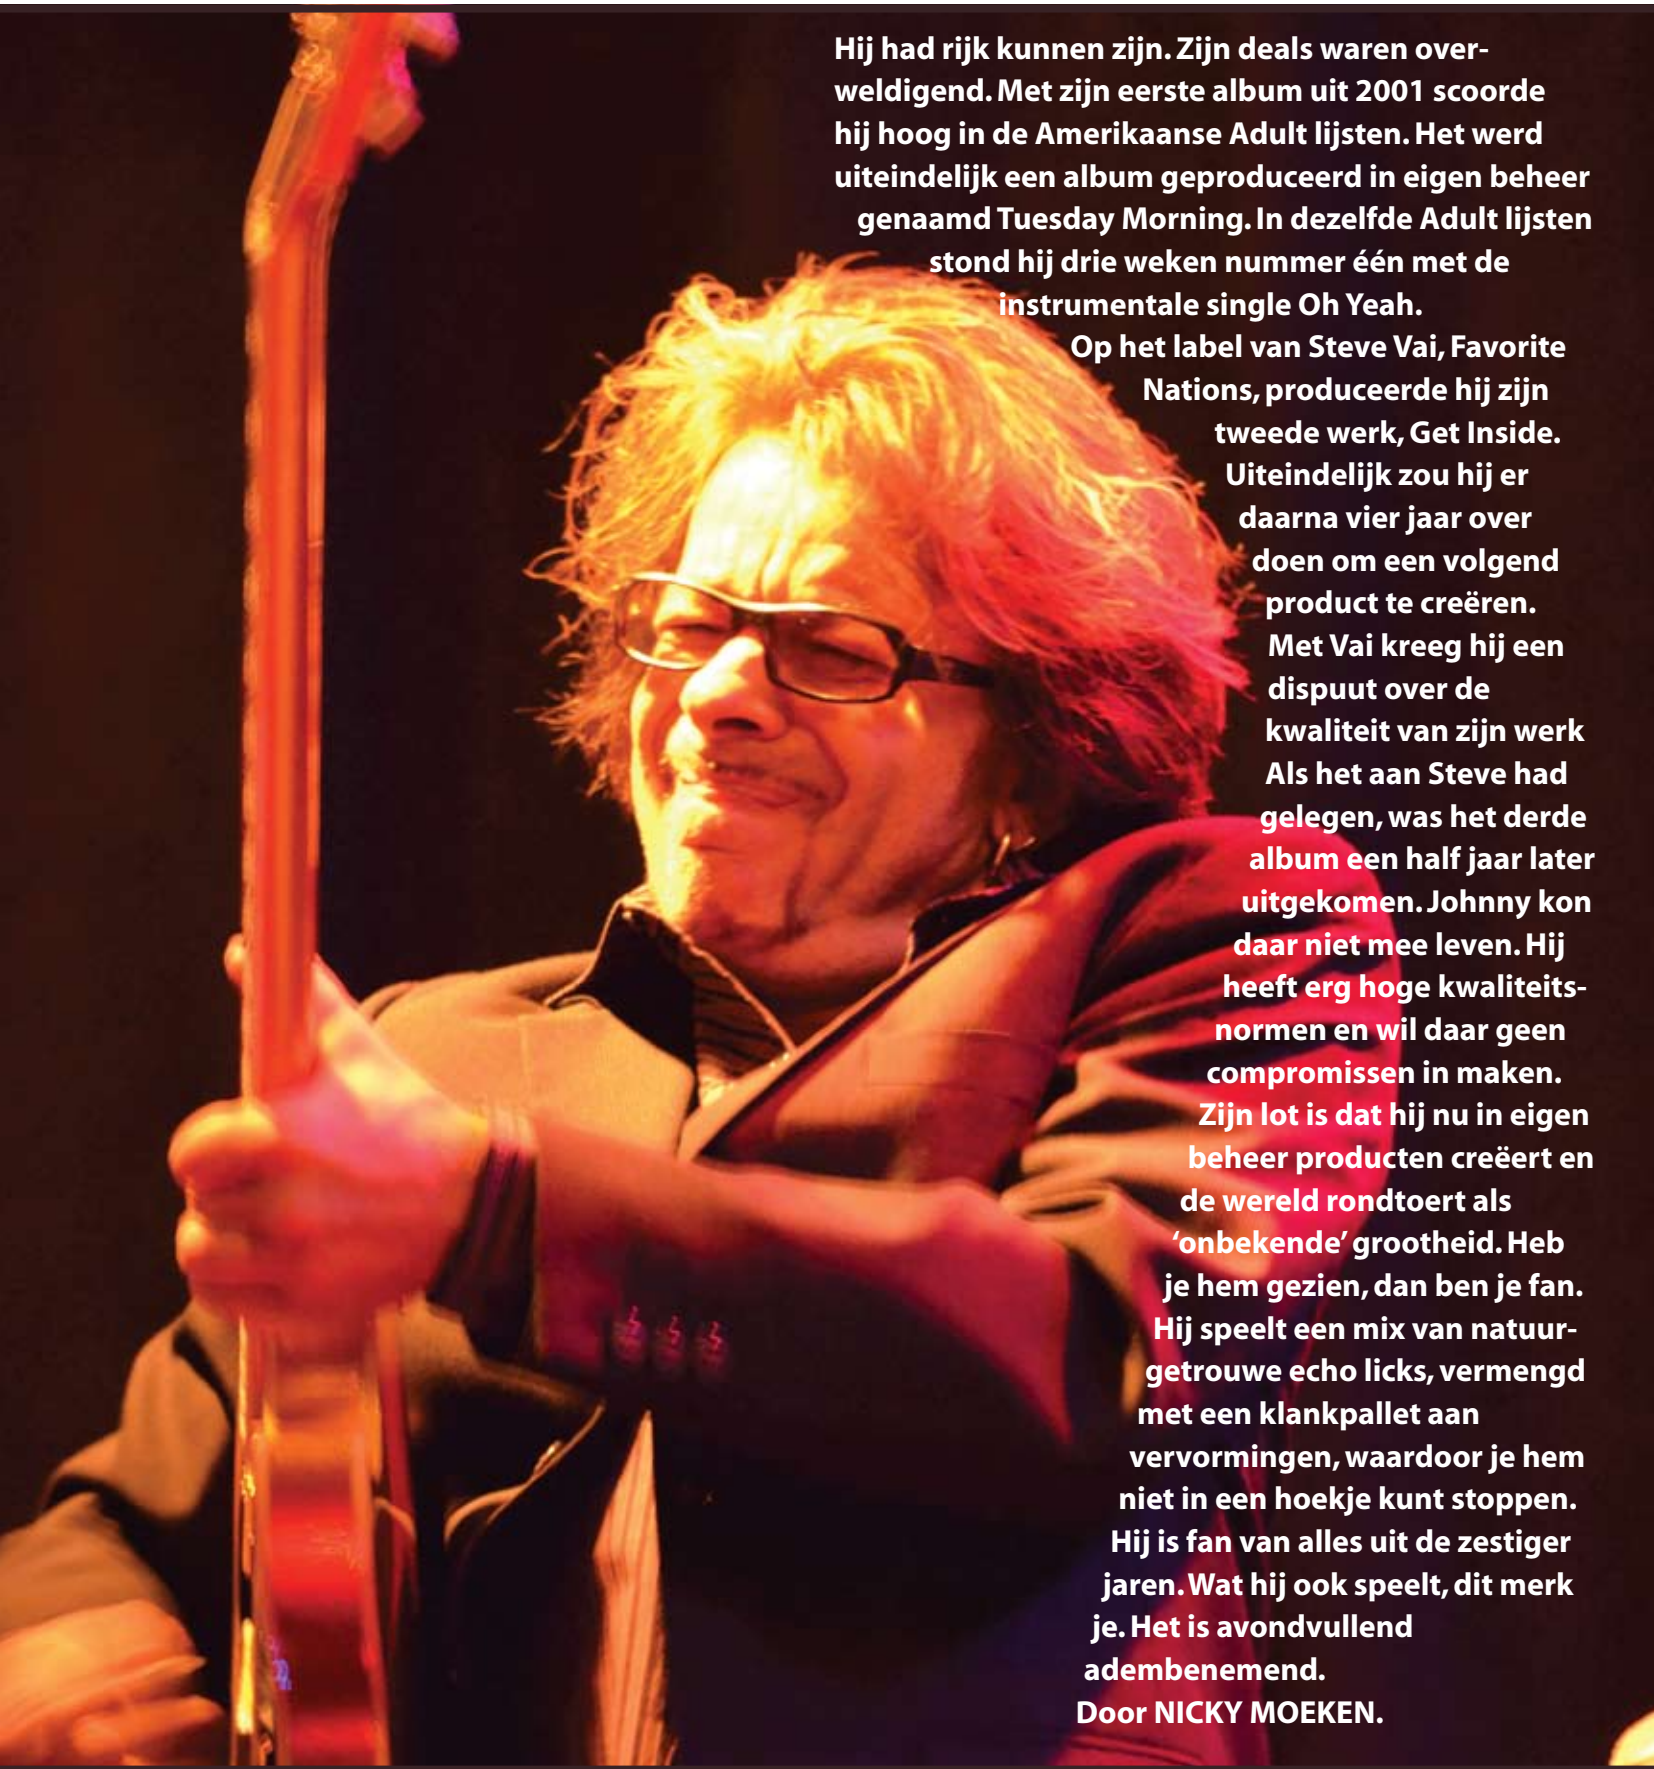 Hij had rijk kunnen zijn. Zijn deals waren over-
weldigend. Met zijn eerste album uit 2001 scoorde
hij hoog in de Amerikaanse Adult lijsten. Het werd
uiteindelijk een album geproduceerd in eigen beheer
genaamd Tuesday Morning. In dezelfde Adult lijsten
stond hij drie weken nummer één met de
instrumentale single Oh Yeah.
Op het label van Steve Vai, Favorite
Nations, produceerde hij zijn
tweede werk, Get Inside.
Uiteindelijk zou hij er
daarna vier jaar over
doen om een volgend
product te creëren.
Met Vai kreeg hij een
dispuut over de
kwaliteit van zijn werk
Als het aan Steve had
gelegen, was het derde
album een half jaar later
uitgekomen. Johnny kon
daar niet mee leven. Hij
heeft erg hoge kwaliteits-
normen en wil daar geen
compromissen in maken.
Zijn lot is dat hij nu in eigen
beheer producten creëert en
de wereld rondtoert als
‘onbekende’ grootheid. Heb
je hem gezien, dan ben je fan.
Hij speelt een mix van natuur-
getrouwe echo licks, vermengd
met een klankpallet aan
vervormingen, waardoor je hem
niet in een hoekje kunt stoppen.
Hij is fan van alles uit de zestiger
jaren. Wat hij ook speelt, dit merk
je. Het is avondvullend
adembenemend.
Door NICKY MOEKEN.